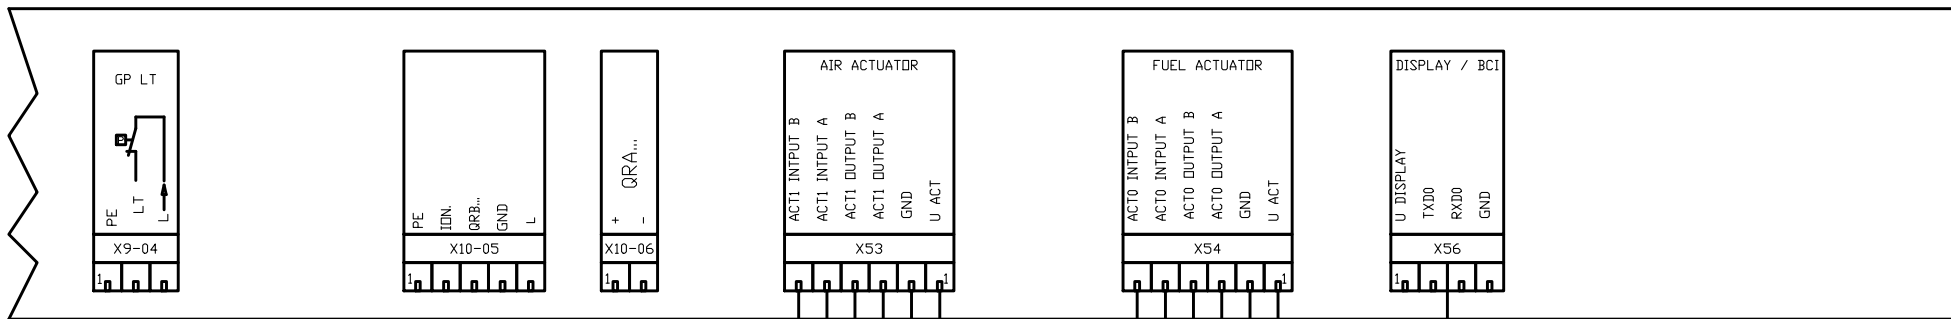 GP LT
PE
LT
L
X9-04
1
PE
ION.
QRB...
GND
L
X10-05
1
QRA...
+
-
X10-06
1
AIR ACTUATOR
ACT1 INTPUT B
ACT1 INTPUT A
ACT1 OUTPUT B
ACT1 OUTPUT A
GND
U ACT
X53
1
FUEL ACTUATOR
ACT0 INTPUT B
ACT0 INTPUT A
ACT0 OUTPUT B
ACT0 OUTPUT A
GND
U ACT
X54
1
DISPLAY / BCI
U DISPLAY
TXD0
RXD0
GND
X56
1